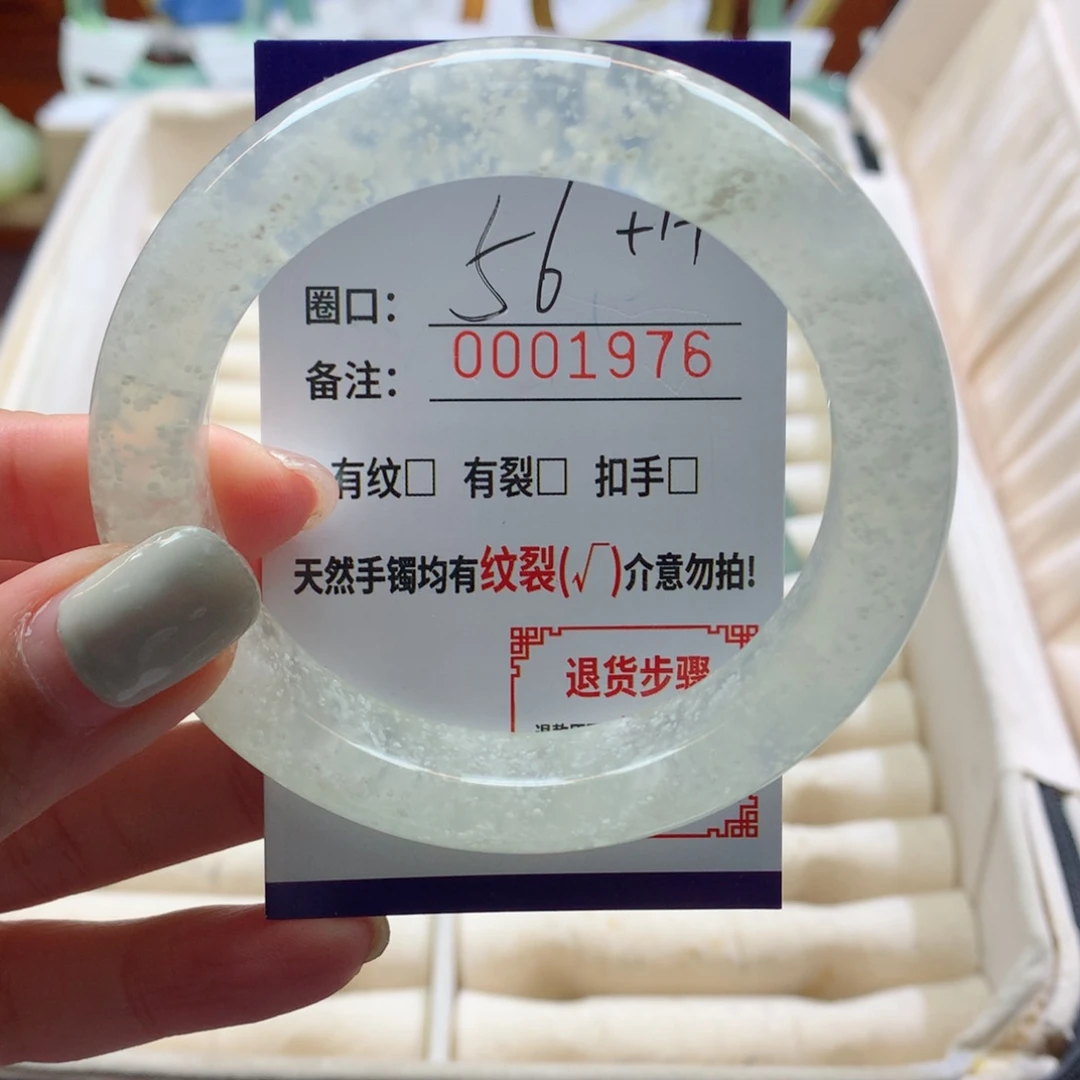 圈口： 56
备注： 0001976
有纹□ 有裂□ 扣手□
天然手镯均有纹裂(√)介意勿拍!
退货步骤